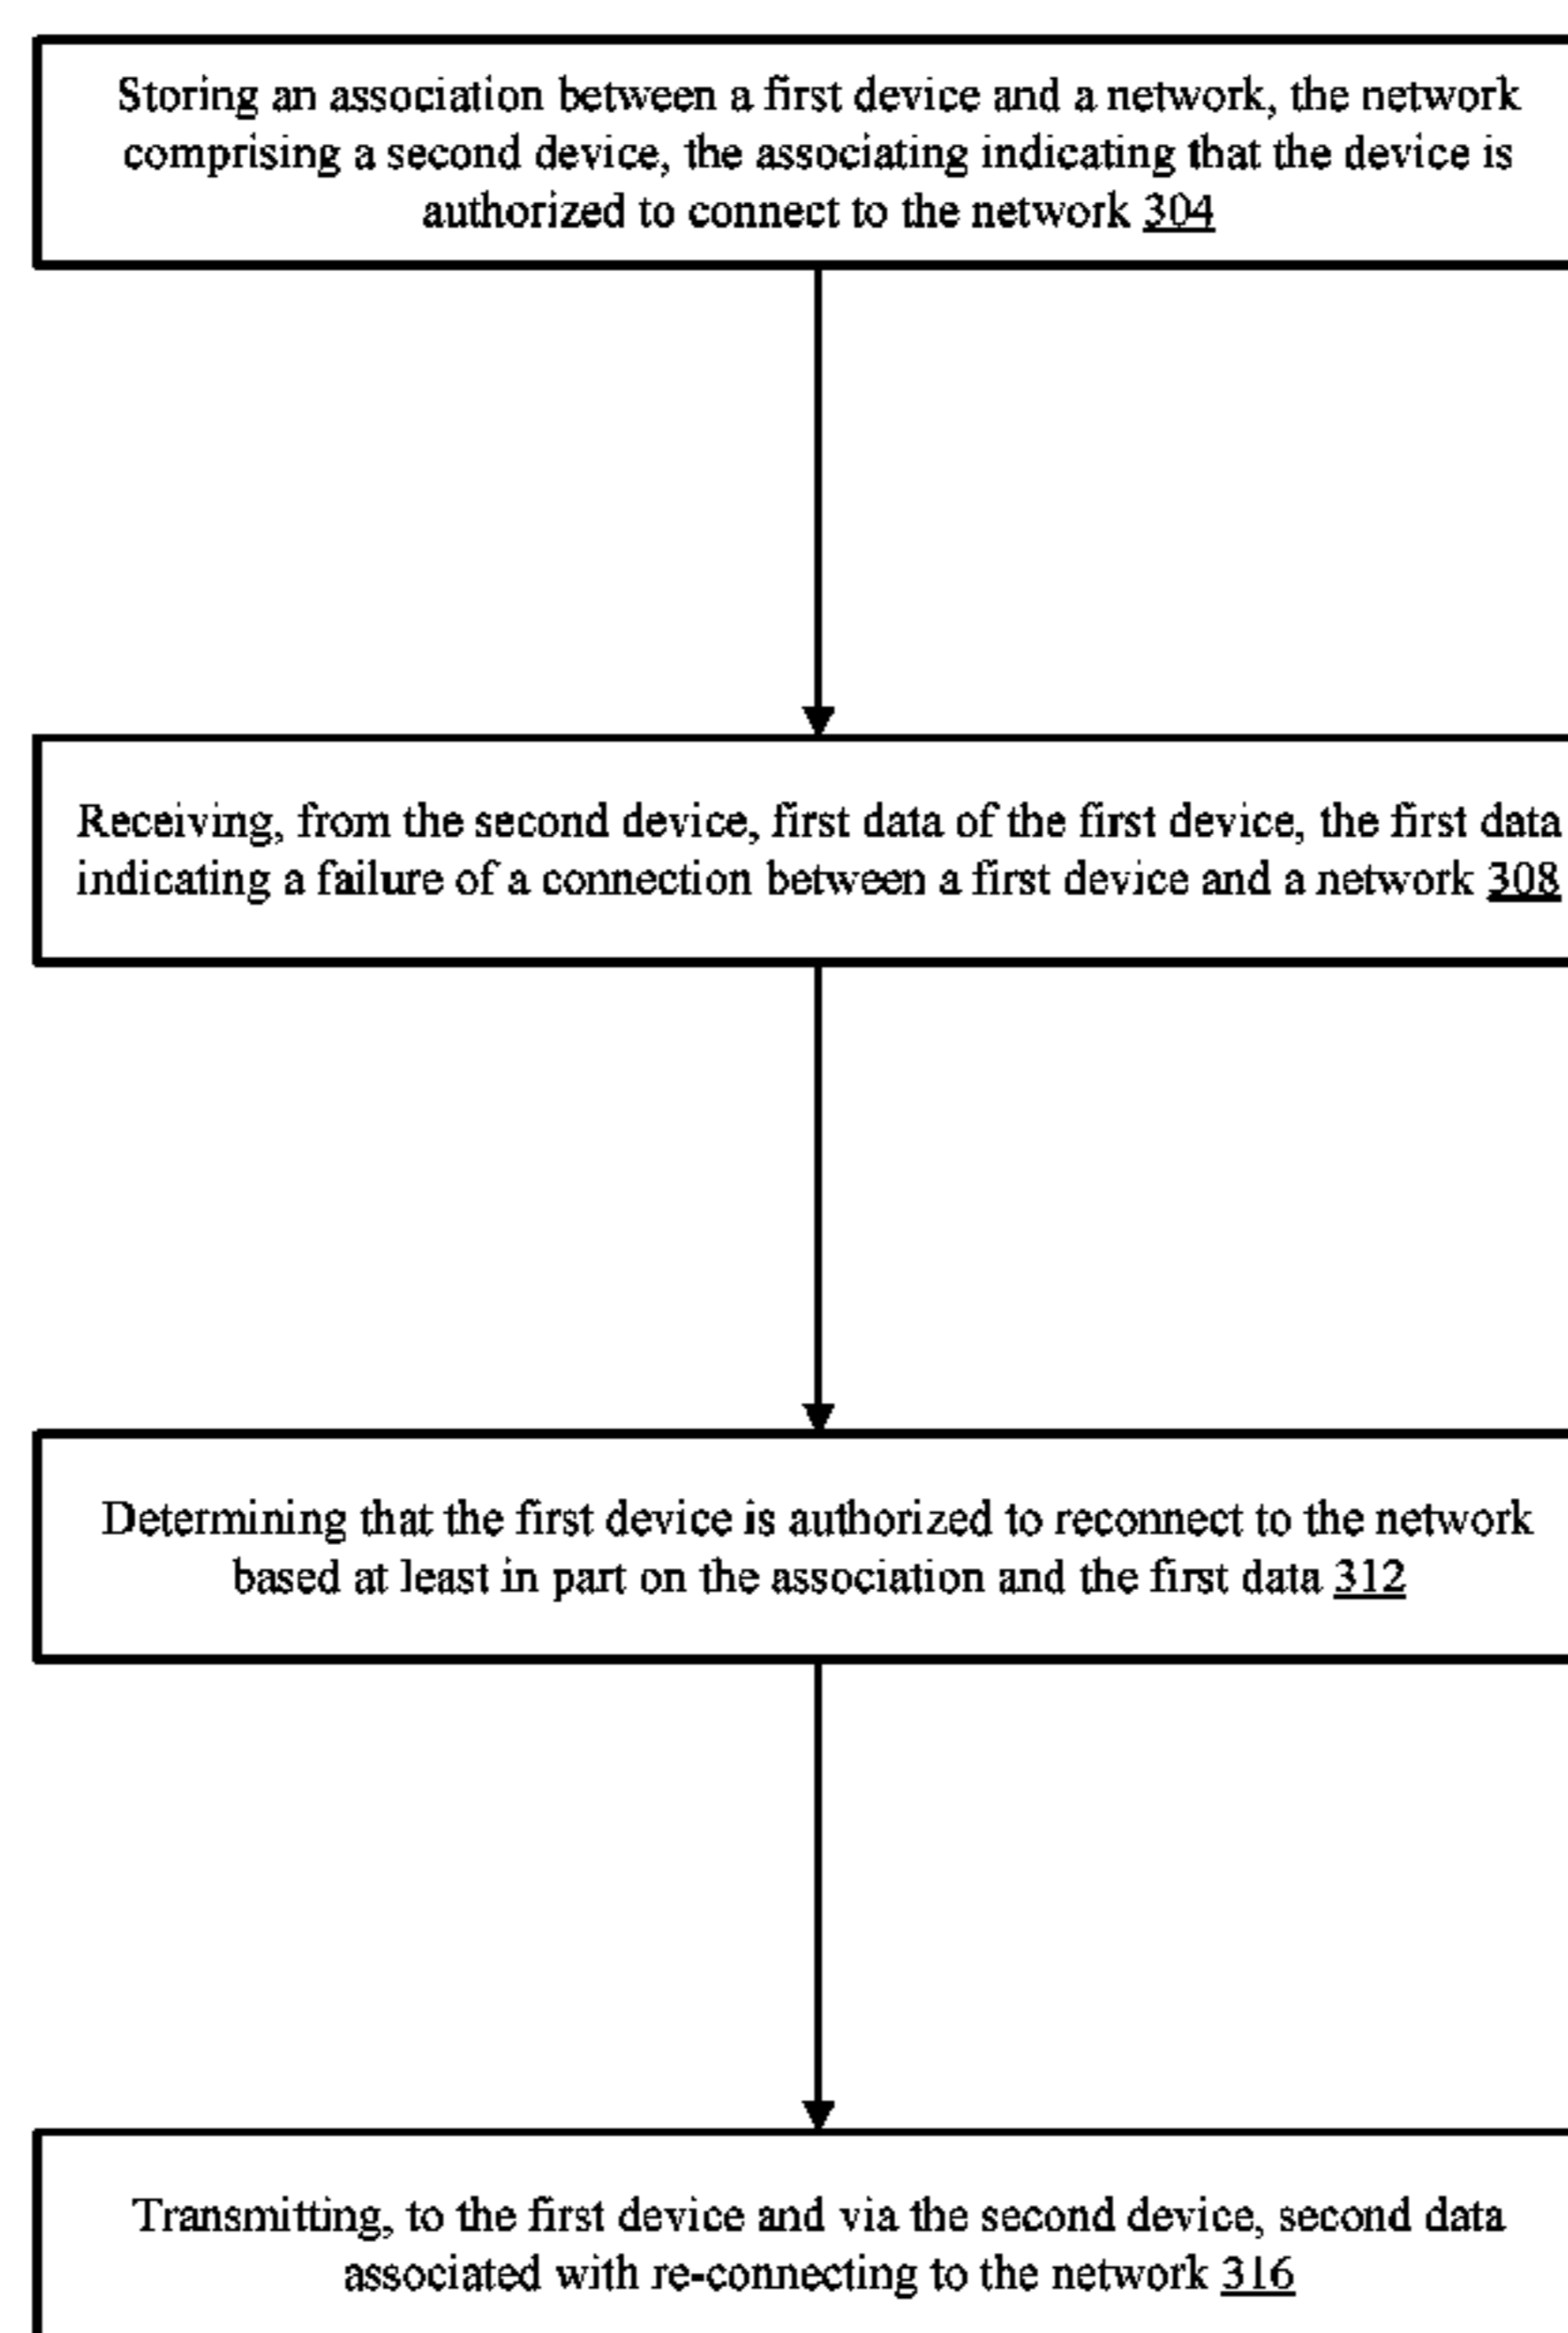 Storing an association between a first device and a network, the network
comprising a second device, the associating indicating that the device is
authorized to connect to the network 304
Receiving, from the second device, first data of the first device, the first data
indicating a failure of a connection between a first device and a network 308
Determining that the first device is authorized to reconnect to the network
based at least in part on the association and the first data 312
Transmitting, to the first device and via the second device, second data
associated with re-connecting to the network 316